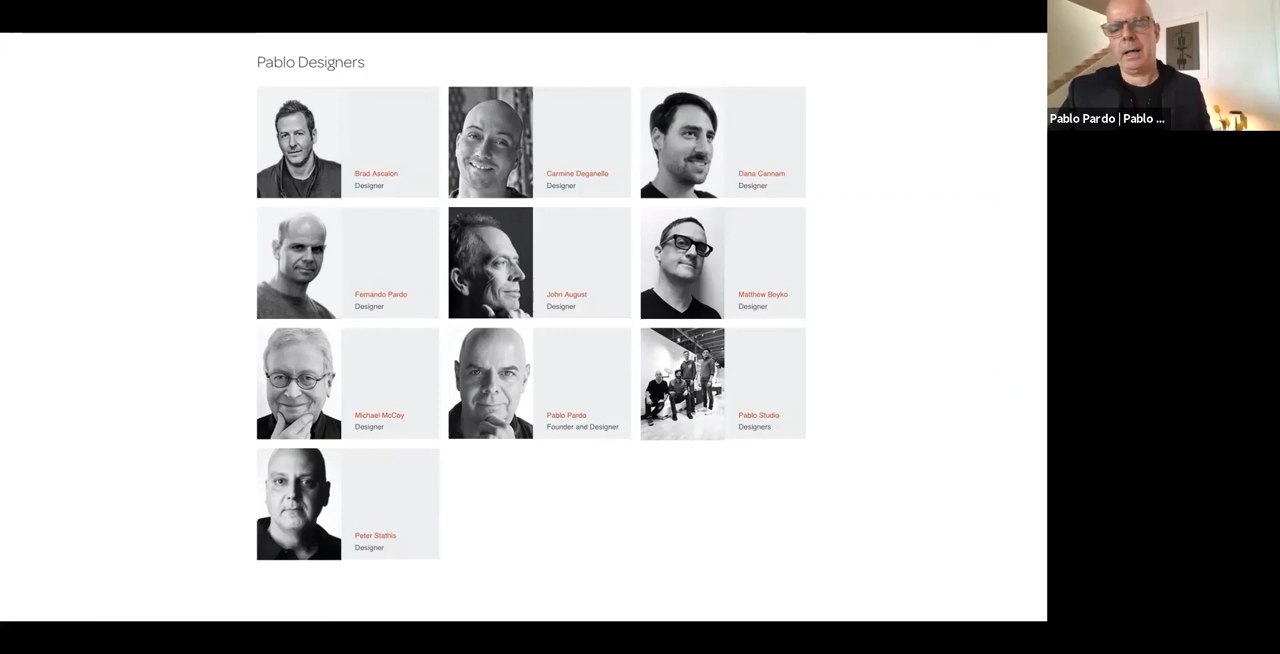 Pablo Designers
Brad Ascalon
Designer
Carmine Deganello
Designer
Dana Cannam
Designer
Fernando Pardo
Designer
John August
Designer
Matthew Boyko
Designer
Michael McCoy
Designer
Pablo Pardo
Founder and Designer
Pablo Studio
Designers
Peter Stathis
Designer
Pablo Pardo | Pablo ...